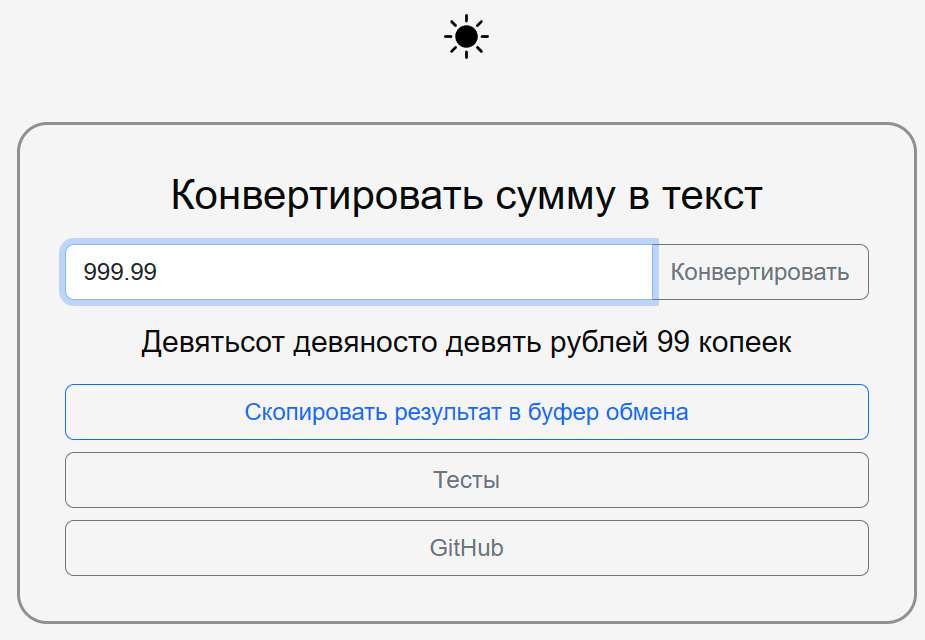 Конвертировать сумму в текст
999.99
Конвертировать
Девятьсот девяносто девять рублей 99 копеек
Скопировать результат в буфер обмена
Тесты
GitHub